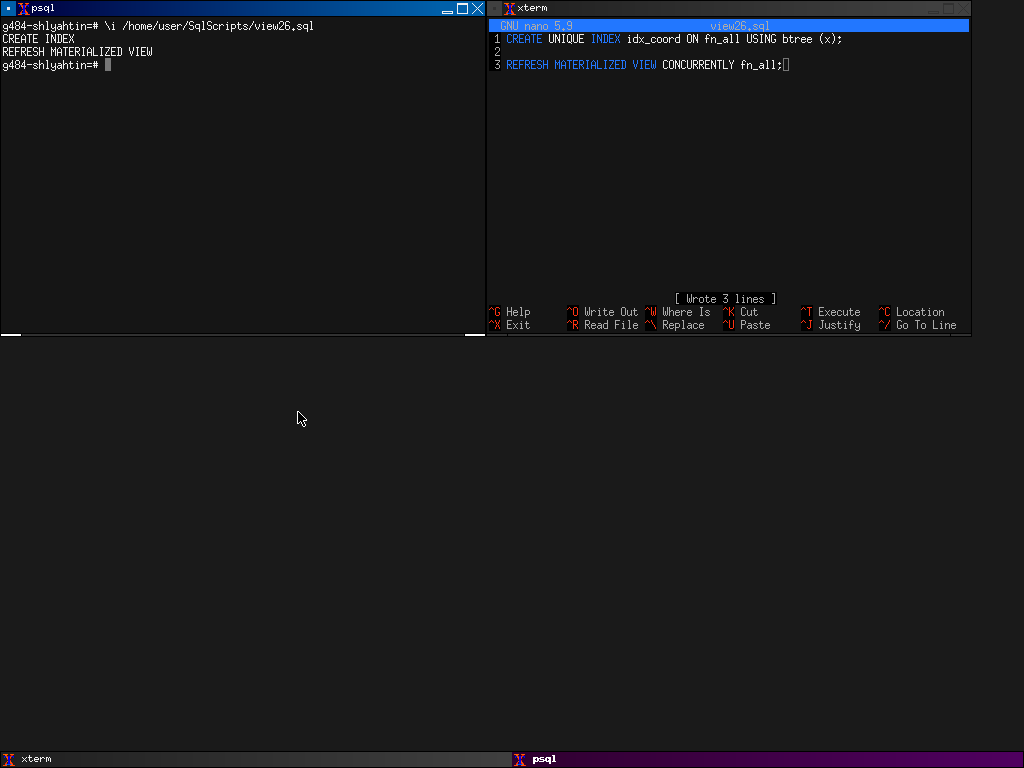 psql
g484-shlyahtin=# \i /home/user/SqlScripts/view26.sql
CREATE INDEX
REFRESH MATERIALIZED VIEW
g484-shlyahtin=#
xterm
GNU nano 5.9 view26.sql
1 CREATE UNIQUE INDEX idx_coord ON fn_all USING btree (x);
2
3 REFRESH MATERIALIZED VIEW CONCURRENTLY fn_all;
[ Wrote 3 lines ]
^G Help ^O Write Out ^W Where Is ^K Cut ^T Execute ^C Location
^X Exit ^R Read File ^\ Replace ^U Paste ^J Justify ^/ Go To Line
xterm psql